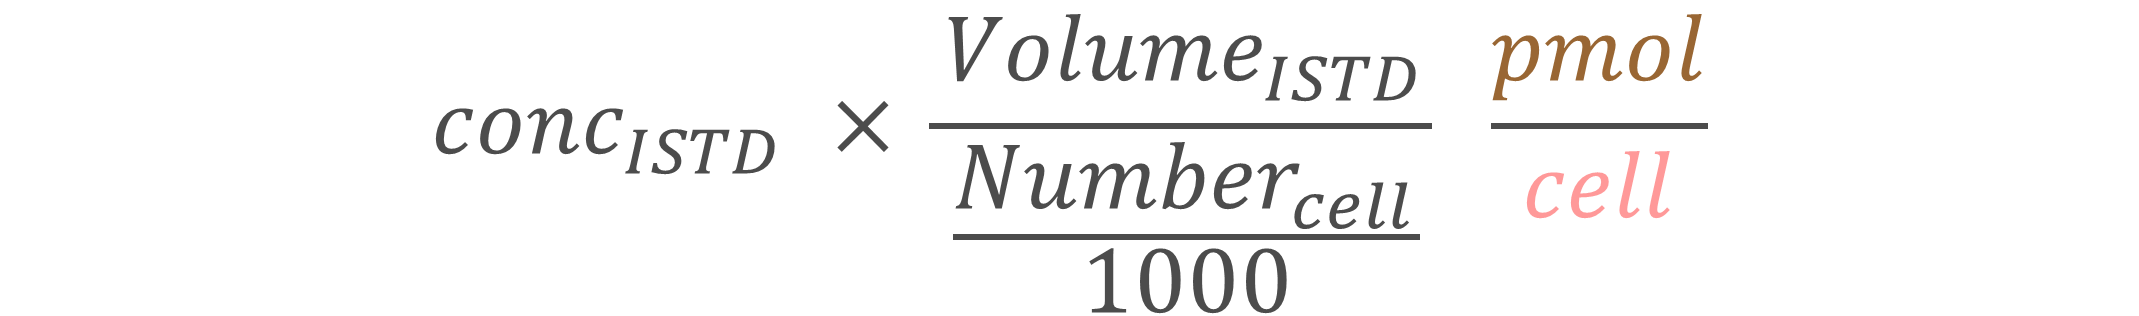 conc_ISTD × Volume_ISTD / (Number_cell / 1000) pmol / cell